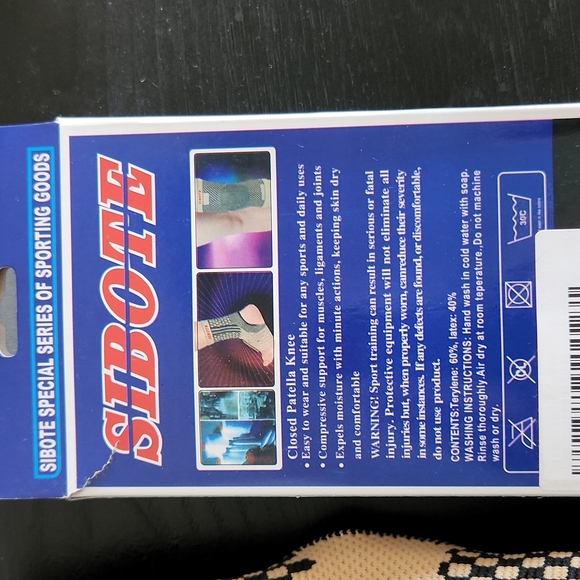 SIBOTE SPECIAL SERIES OF SPORTING GOODS
SIBOTE
Closed Patella Knee
• Easy to wear and suitable for any sports and daily uses
• Compressive support for muscles, ligaments and joints
• Expels moisture with minute actions, keeping skin dry
and comfortable
WARNING! Sport training can result in serious or fatal
injury. Protective equipment will not eliminate all
injuries but, when properly worn, canreduce their severity
in some instances. If any defects are found, or discomfortable,
do not use product.
CONTENTS:Terylene: 60%, latex: 40%
WASHING INSTRUCTIONS: Hand wash in cold water with soap.
Rinse thoroughly.Air dry at room teperature.,Do not machine
wash or dry.
30C